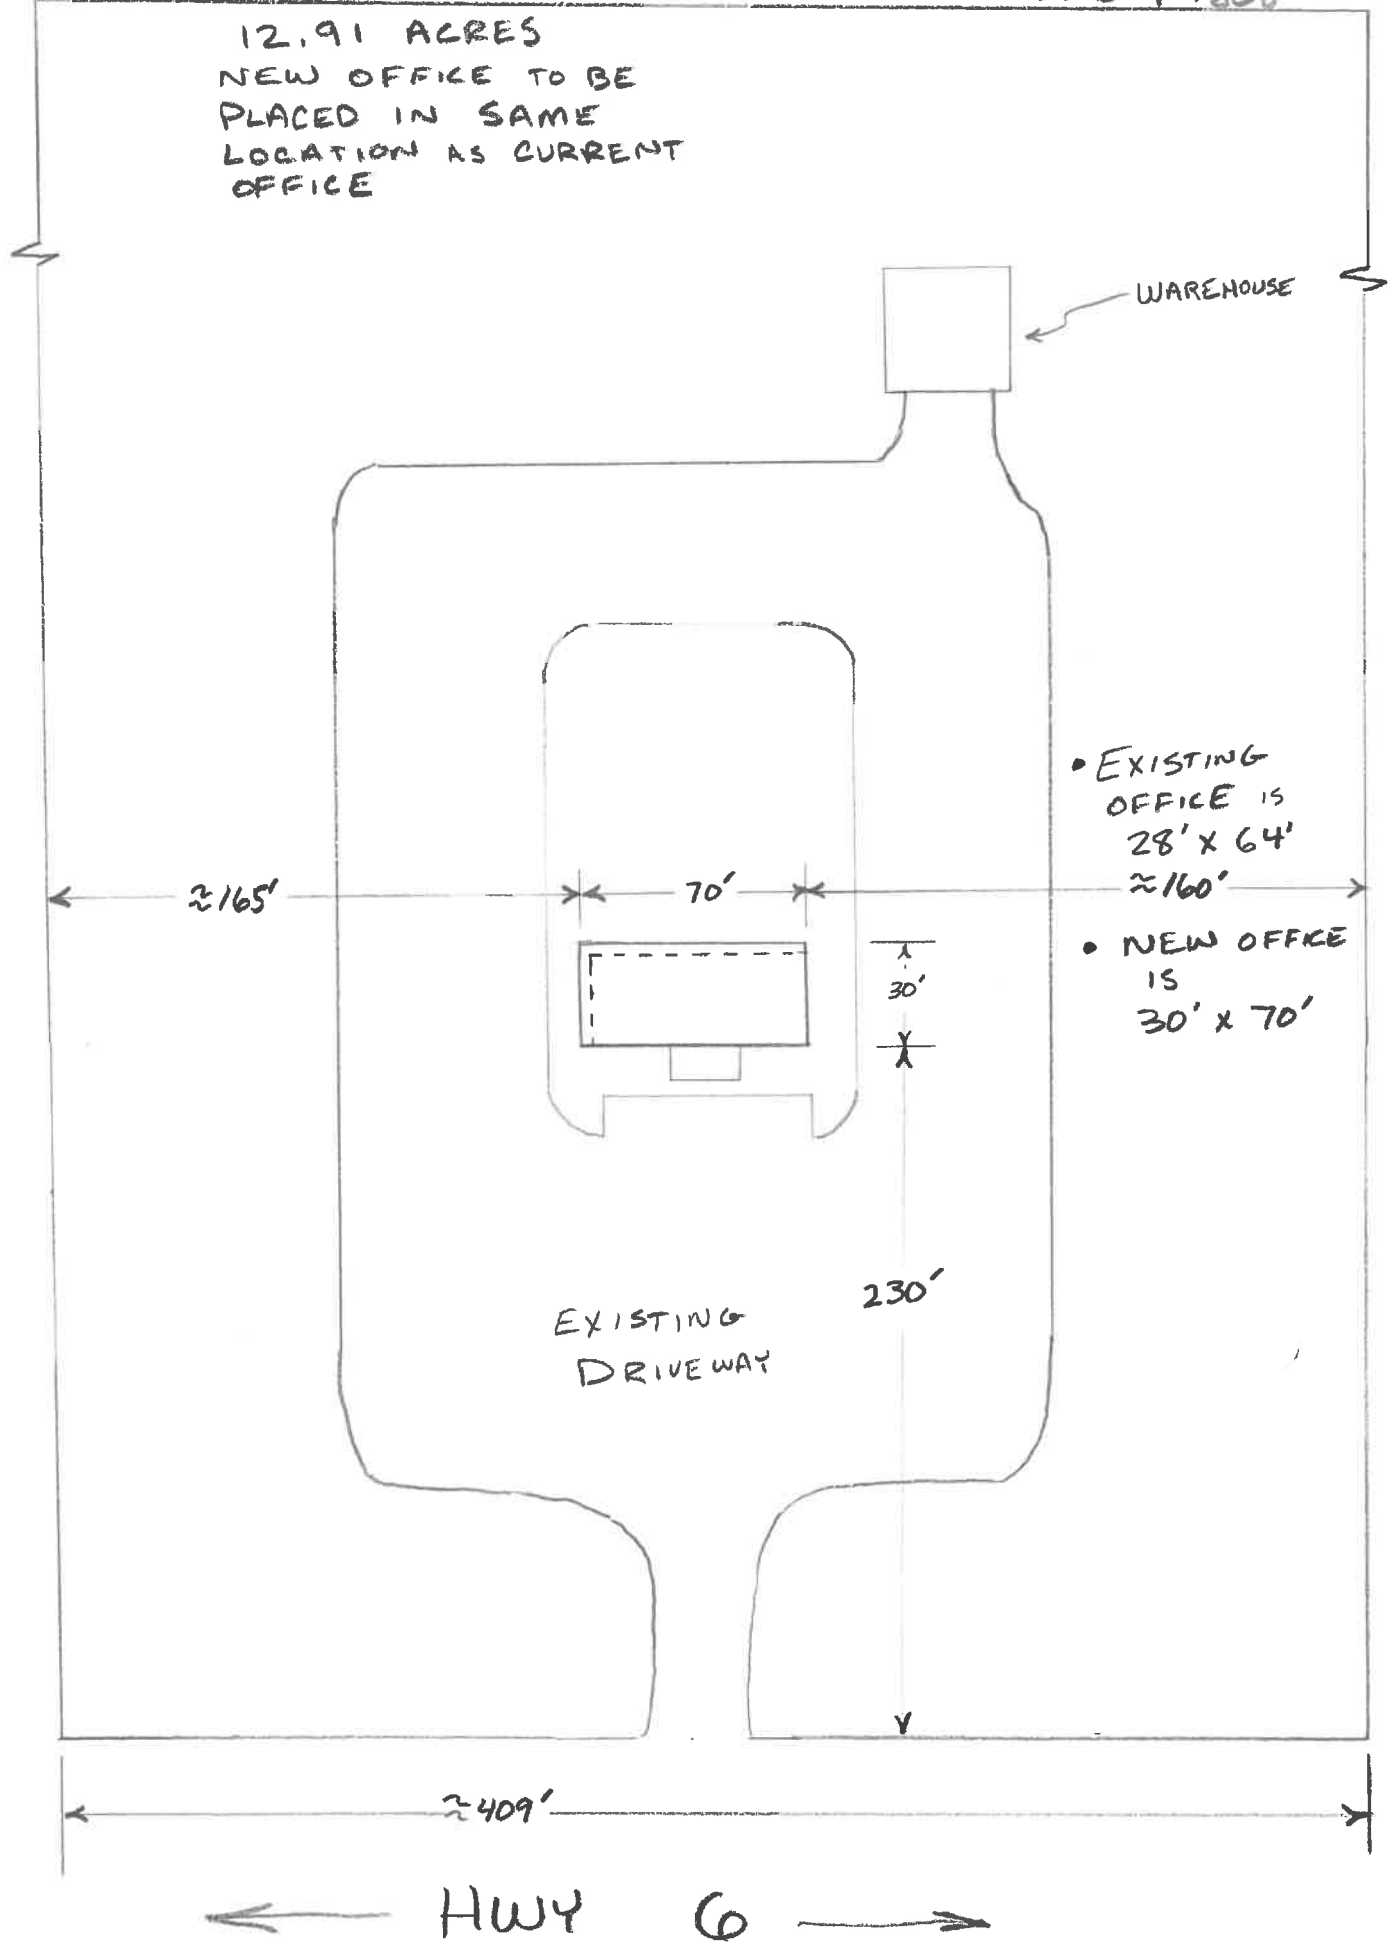 12.91 ACRES
NEW OFFICE TO BE
PLACED IN SAME
LOCATION AS CURRENT
OFFICE
WAREHOUSE
• EXISTING
OFFICE IS
28' X 64'
≈165'
70'
≈160'
• NEW OFFICE
IS
30' X 70'
30'
230'
EXISTING
DRIVEWAY
≈409'
HWY 6